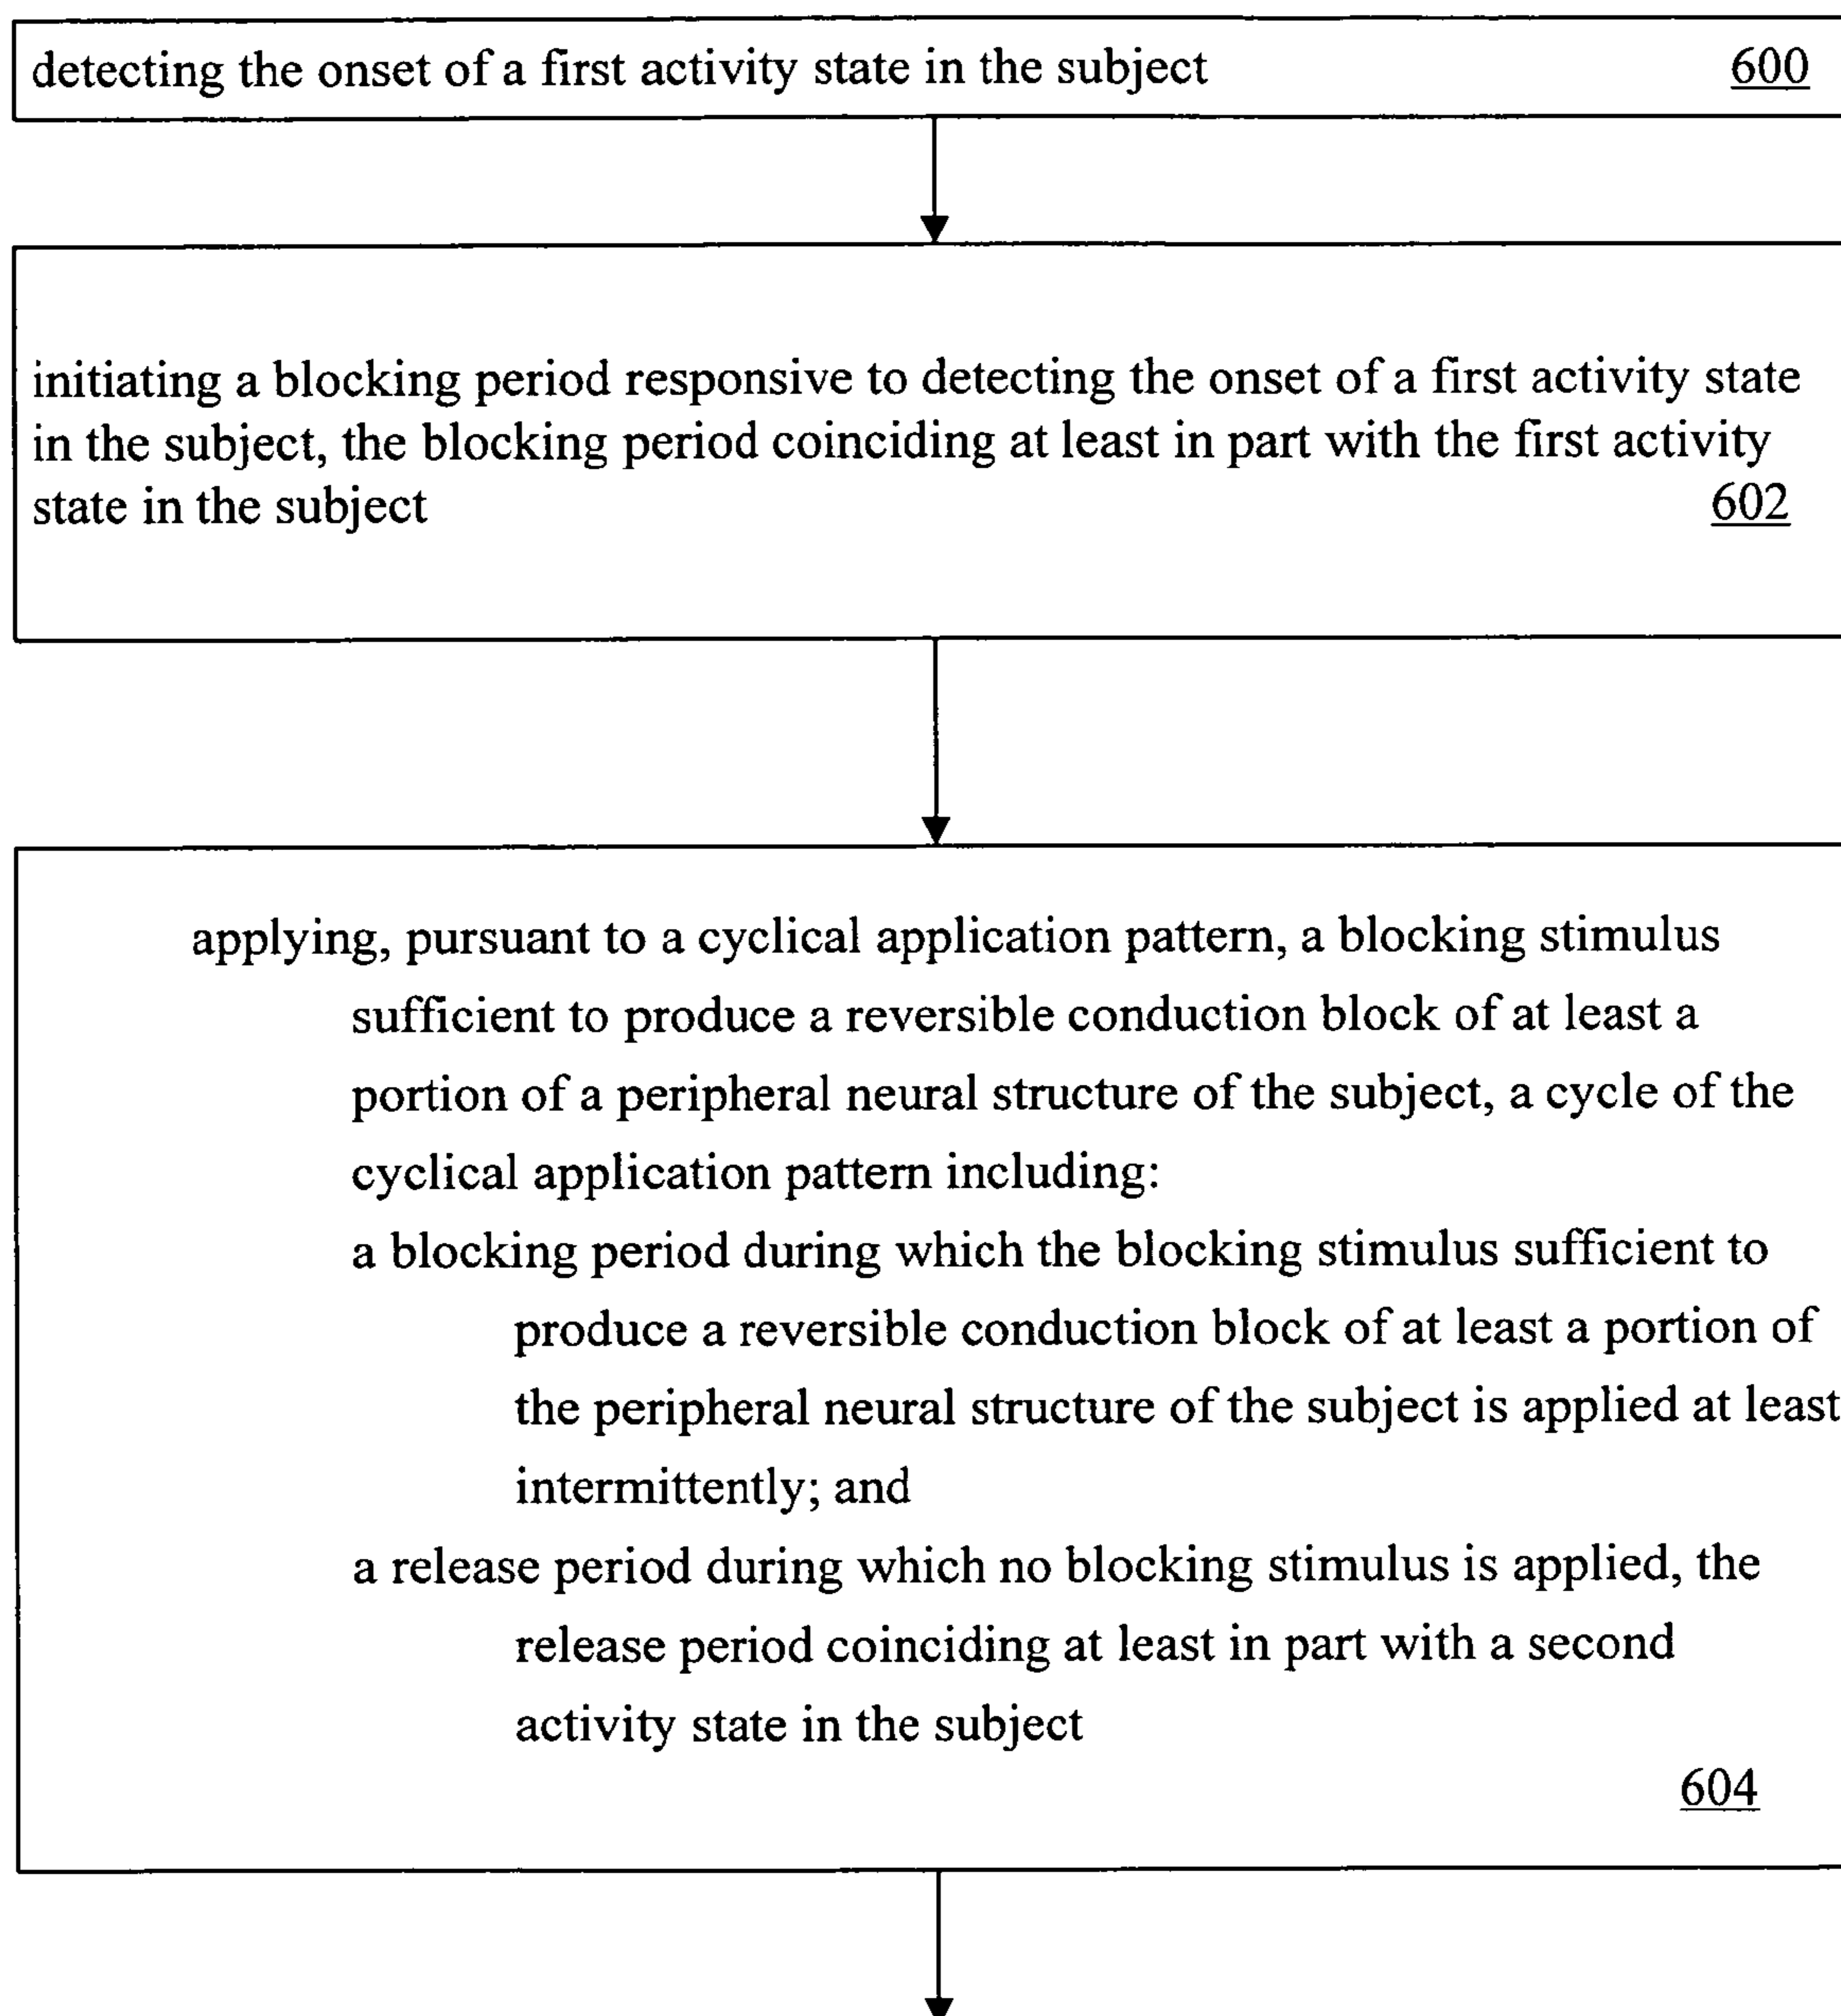 detecting the onset of a first activity state in the subject 600
initiating a blocking period responsive to detecting the onset of a first activity state
in the subject, the blocking period coinciding at least in part with the first activity
state in the subject 602
applying, pursuant to a cyclical application pattern, a blocking stimulus
sufficient to produce a reversible conduction block of at least a
portion of a peripheral neural structure of the subject, a cycle of the
cyclical application pattern including:
a blocking period during which the blocking stimulus sufficient to
produce a reversible conduction block of at least a portion of
the peripheral neural structure of the subject is applied at least
intermittently; and
a release period during which no blocking stimulus is applied, the
release period coinciding at least in part with a second
activity state in the subject
604